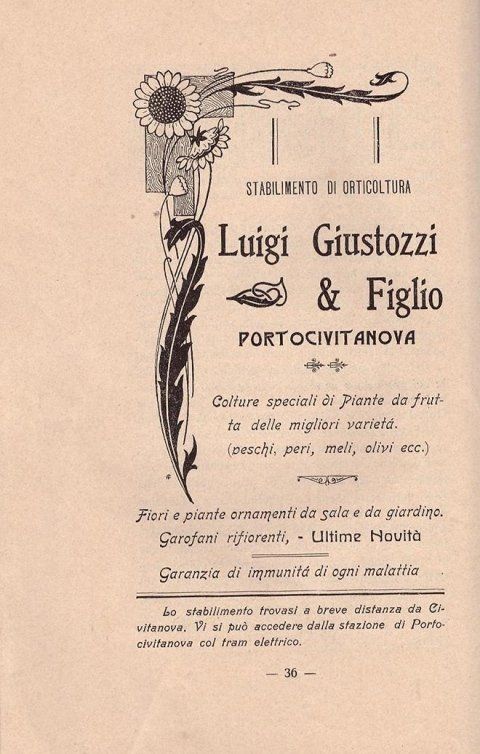 STABILIMENTO DI ORTICOLTURA
Luigi Giustozzi
& Figlio
PORTOCIVITANOVA
Colture speciali di Piante da frut-
ta delle migliori varietá.
(peschi, peri, meli, olivi ecc.)
Fiori e piante ornamenti da sala e da giardino.
Garofani rifiorenti, - Ultime Novità
Garanzia di immunitá di ogni malattia
Lo stabilimento trovasi a breve distanza da Ci-
vitanova. Vi si può accedere dalla stazione di Porto-
civitanova col tram elettrico.
— 36 —